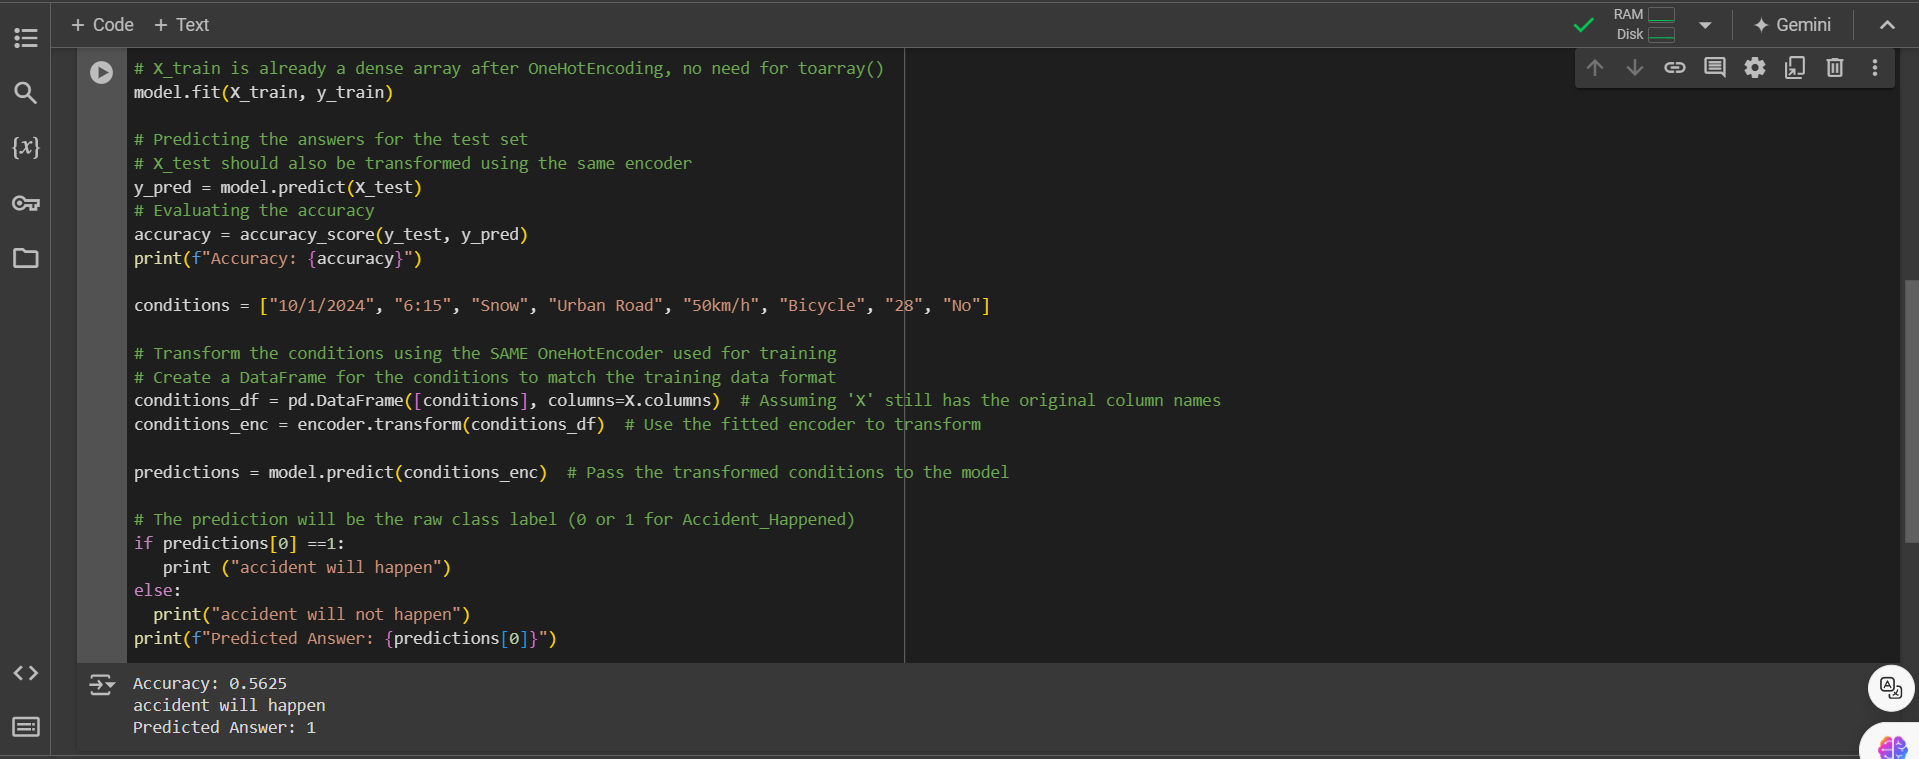 + Code + Text
RAM
Disk
Gemini
{x}
# X_train is already a dense array after OneHotEncoding, no need for toarray()
model.fit(X_train, y_train)
# Predicting the answers for the test set
# X_test should also be transformed using the same encoder
y_pred = model.predict(X_test)
# Evaluating the accuracy
accuracy = accuracy_score(y_test, y_pred)
print(f"Accuracy: {accuracy}")
conditions = ["10/1/2024", "6:15", "Snow", "Urban Road", "50km/h", "Bicycle", "28", "No"]
# Transform the conditions using the SAME OneHotEncoder used for training
# Create a DataFrame for the conditions to match the training data format
conditions_df = pd.DataFrame([conditions], columns=X.columns)  # Assuming 'X' still has the original column names
conditions_enc = encoder.transform(conditions_df)  # Use the fitted encoder to transform
predictions = model.predict(conditions_enc)  # Pass the transformed conditions to the model
# The prediction will be the raw class label (0 or 1 for Accident_Happened)
if predictions[0] ==1:
   print ("accident will happen")
else:
  print("accident will not happen")
print(f"Predicted Answer: {predictions[0]}")
Accuracy: 0.5625
accident will happen
Predicted Answer: 1